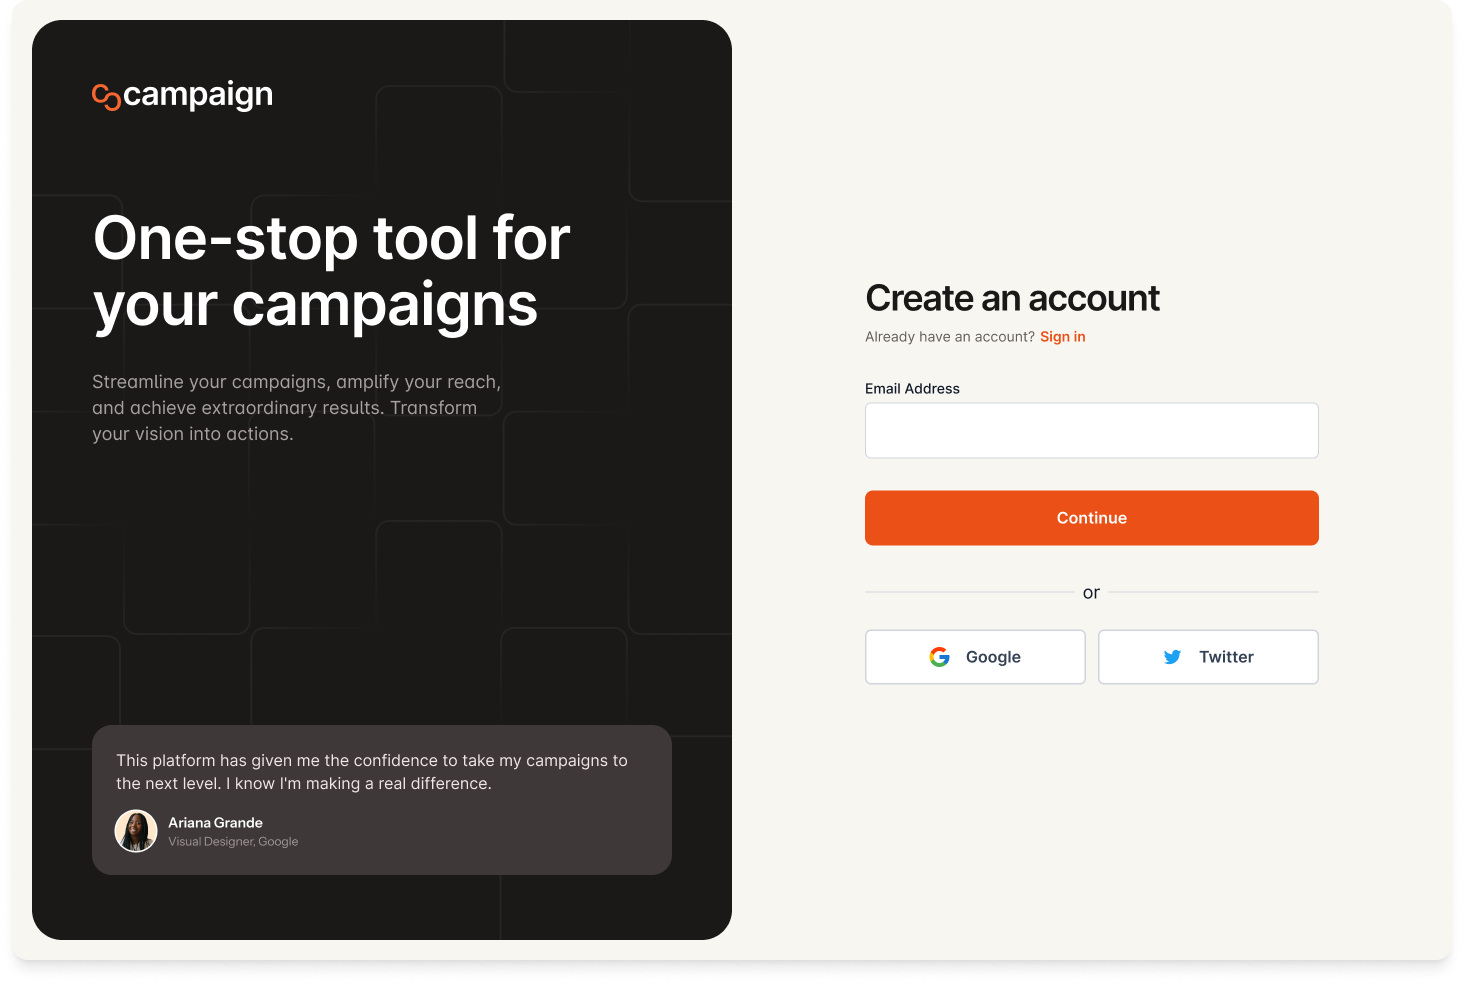 campaign
One-stop tool for
your campaigns
Streamline your campaigns, amplify your reach,
and achieve extraordinary results. Transform
your vision into actions.
This platform has given me the confidence to take my campaigns to
the next level. I know I'm making a real difference.
Ariana Grande
Visual Designer, Google
Create an account
Already have an account? Sign in
Email Address
Continue
or
Google
Twitter